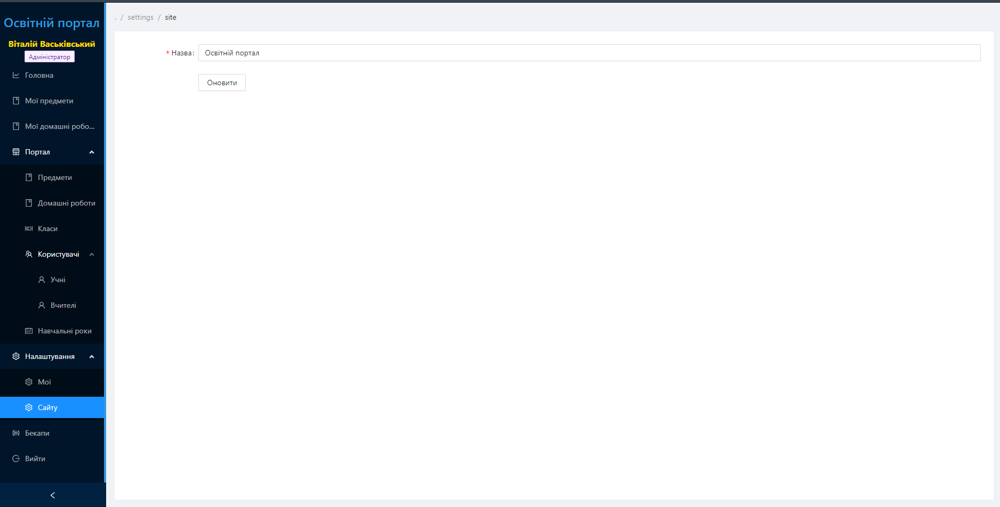 Освітній портал
Віталій Васьківський
Адміністратор
Головна
Мої предмети
Мої домашні робо...
Портал
Предмети
Домашні роботи
Класи
Користувачі
Учні
Вчителі
Навчальні роки
Налаштування
Мої
Сайту
Бекапи
Вийти
. / settings / site
* Назва: Освітній портал
Оновити